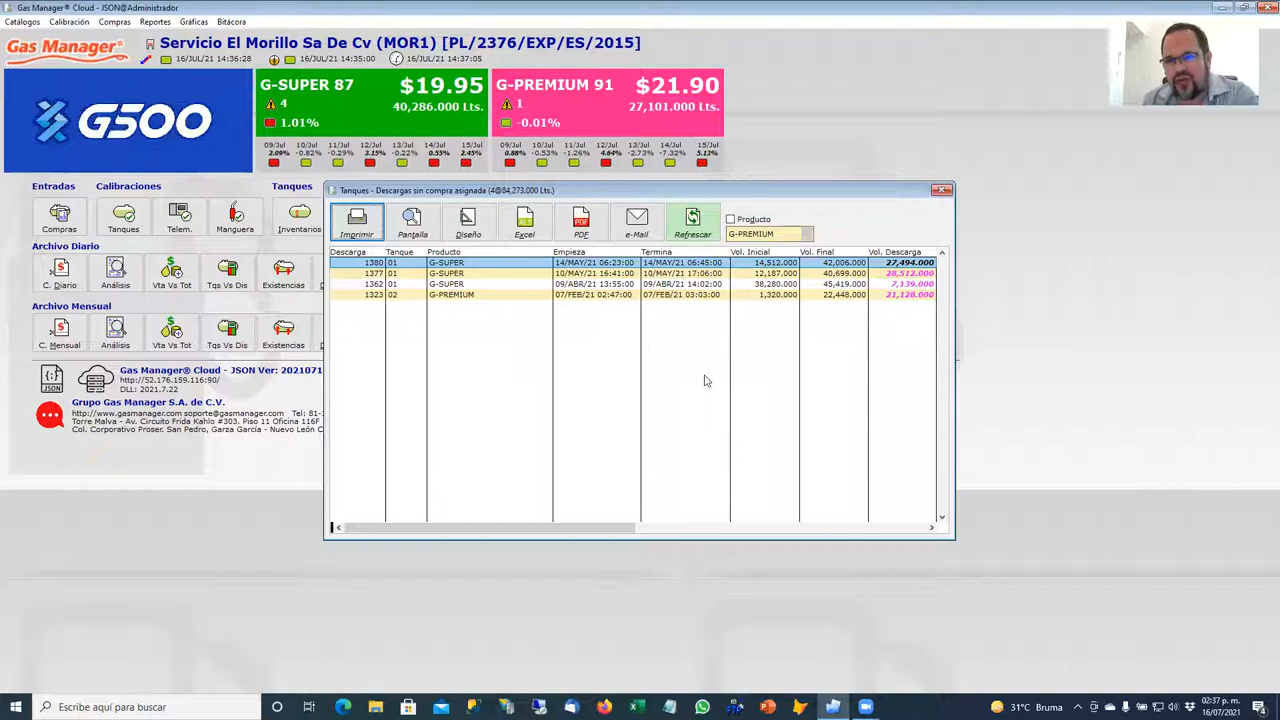 Gas Manager® Cloud - JSON@Administrador
Catálogos Calibración Compras Reportes Gráficas Bitácora
Gas Manager®
Servicio El Morillo Sa De Cv (MOR1) [PL/2376/EXP/ES/2015]
16/JUL/21 14:36:28 16/JUL/21 14:35:00 16/JUL/21 14:37:05
G500
G-SUPER 87 $19.95
4 40,286.000 Lts.
1.01%
G-PREMIUM 91 $21.90
1 27,101.000 Lts.
-0.01%
09/Jul 10/Jul 11/Jul 12/Jul 13/Jul 14/Jul 15/Jul 09/Jul 10/Jul 11/Jul 12/Jul 13/Jul 14/Jul 15/Jul
2.09% -0.82% -0.29% 3.15% -0.22% 0.55% 2.45% 0.88% -0.53% -1.26% 4.64% -2.73% -7.32% 5.13%
Entradas Calibraciones Tanques
Compras Tanques Telem. Manguera Inventarios
Archivo Diario
C. Diario Análisis Vta Vs Tot Tqs Vs Dis Existencias
Archivo Mensual
C. Mensual Análisis Vta Vs Tot Tqs Vs Dis Existencias
JSON
Gas Manager® Cloud - JSON Ver: 2021071
http://52.176.159.116:90/
DLL: 2021.7.22
Grupo Gas Manager S.A. de C.V.
http://www.gasmanager.com soporte@gasmanager.com Tel: 81-
Torre Malva - Av. Circuito Frida Kahlo #303. Piso 11 Oficina 116F
Col. Corporativo Proser. San Pedro, Garza García - Nuevo León C
Tanques - Descargas sin compra asignada (4@84,273.000 Lts.)
Imprimir Pantalla Diseño Excel PDF e-Mail Refrescar
Producto
G-PREMIUM
Descarga Tanque Producto Empieza Termina Vol. Inicial Vol. Final Vol. Descarga
1380 01 G-SUPER 14/MAY/21 06:23:00 14/MAY/21 06:45:00 14,512.000 42,006.000 27,494.000
1377 01 G-SUPER 10/MAY/21 16:41:00 10/MAY/21 17:06:00 12,187.000 40,699.000 28,512.000
1362 01 G-SUPER 09/ABR/21 13:55:00 09/ABR/21 14:02:00 38,280.000 45,419.000 7,139.000
1323 02 G-PREMIUM 07/FEB/21 02:47:00 07/FEB/21 03:03:00 1,320.000 22,448.000 21,128.000
Escribe aquí para buscar
31°C Bruma
02:37 p. m.
16/07/2021
4